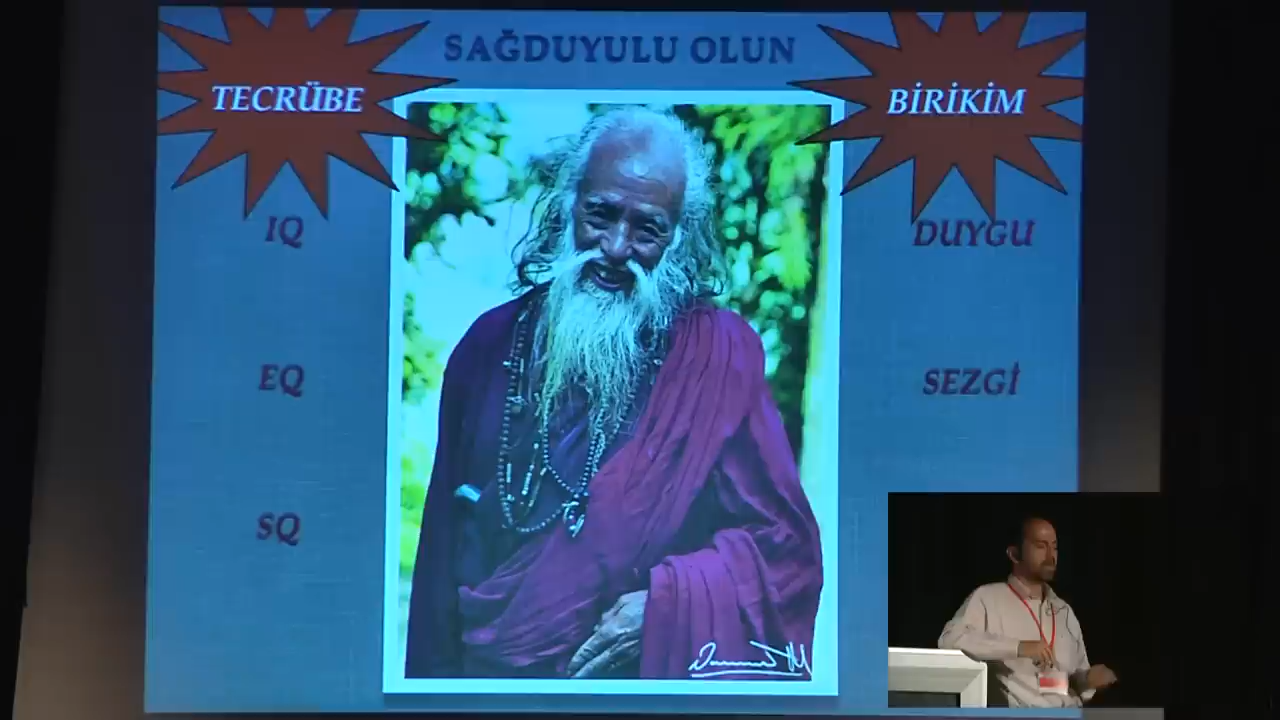 SAĞDUYULU OLUN
TECRÜBE
BİRİKİM
IQ
DUYGU
EQ
SEZGİ
SQ